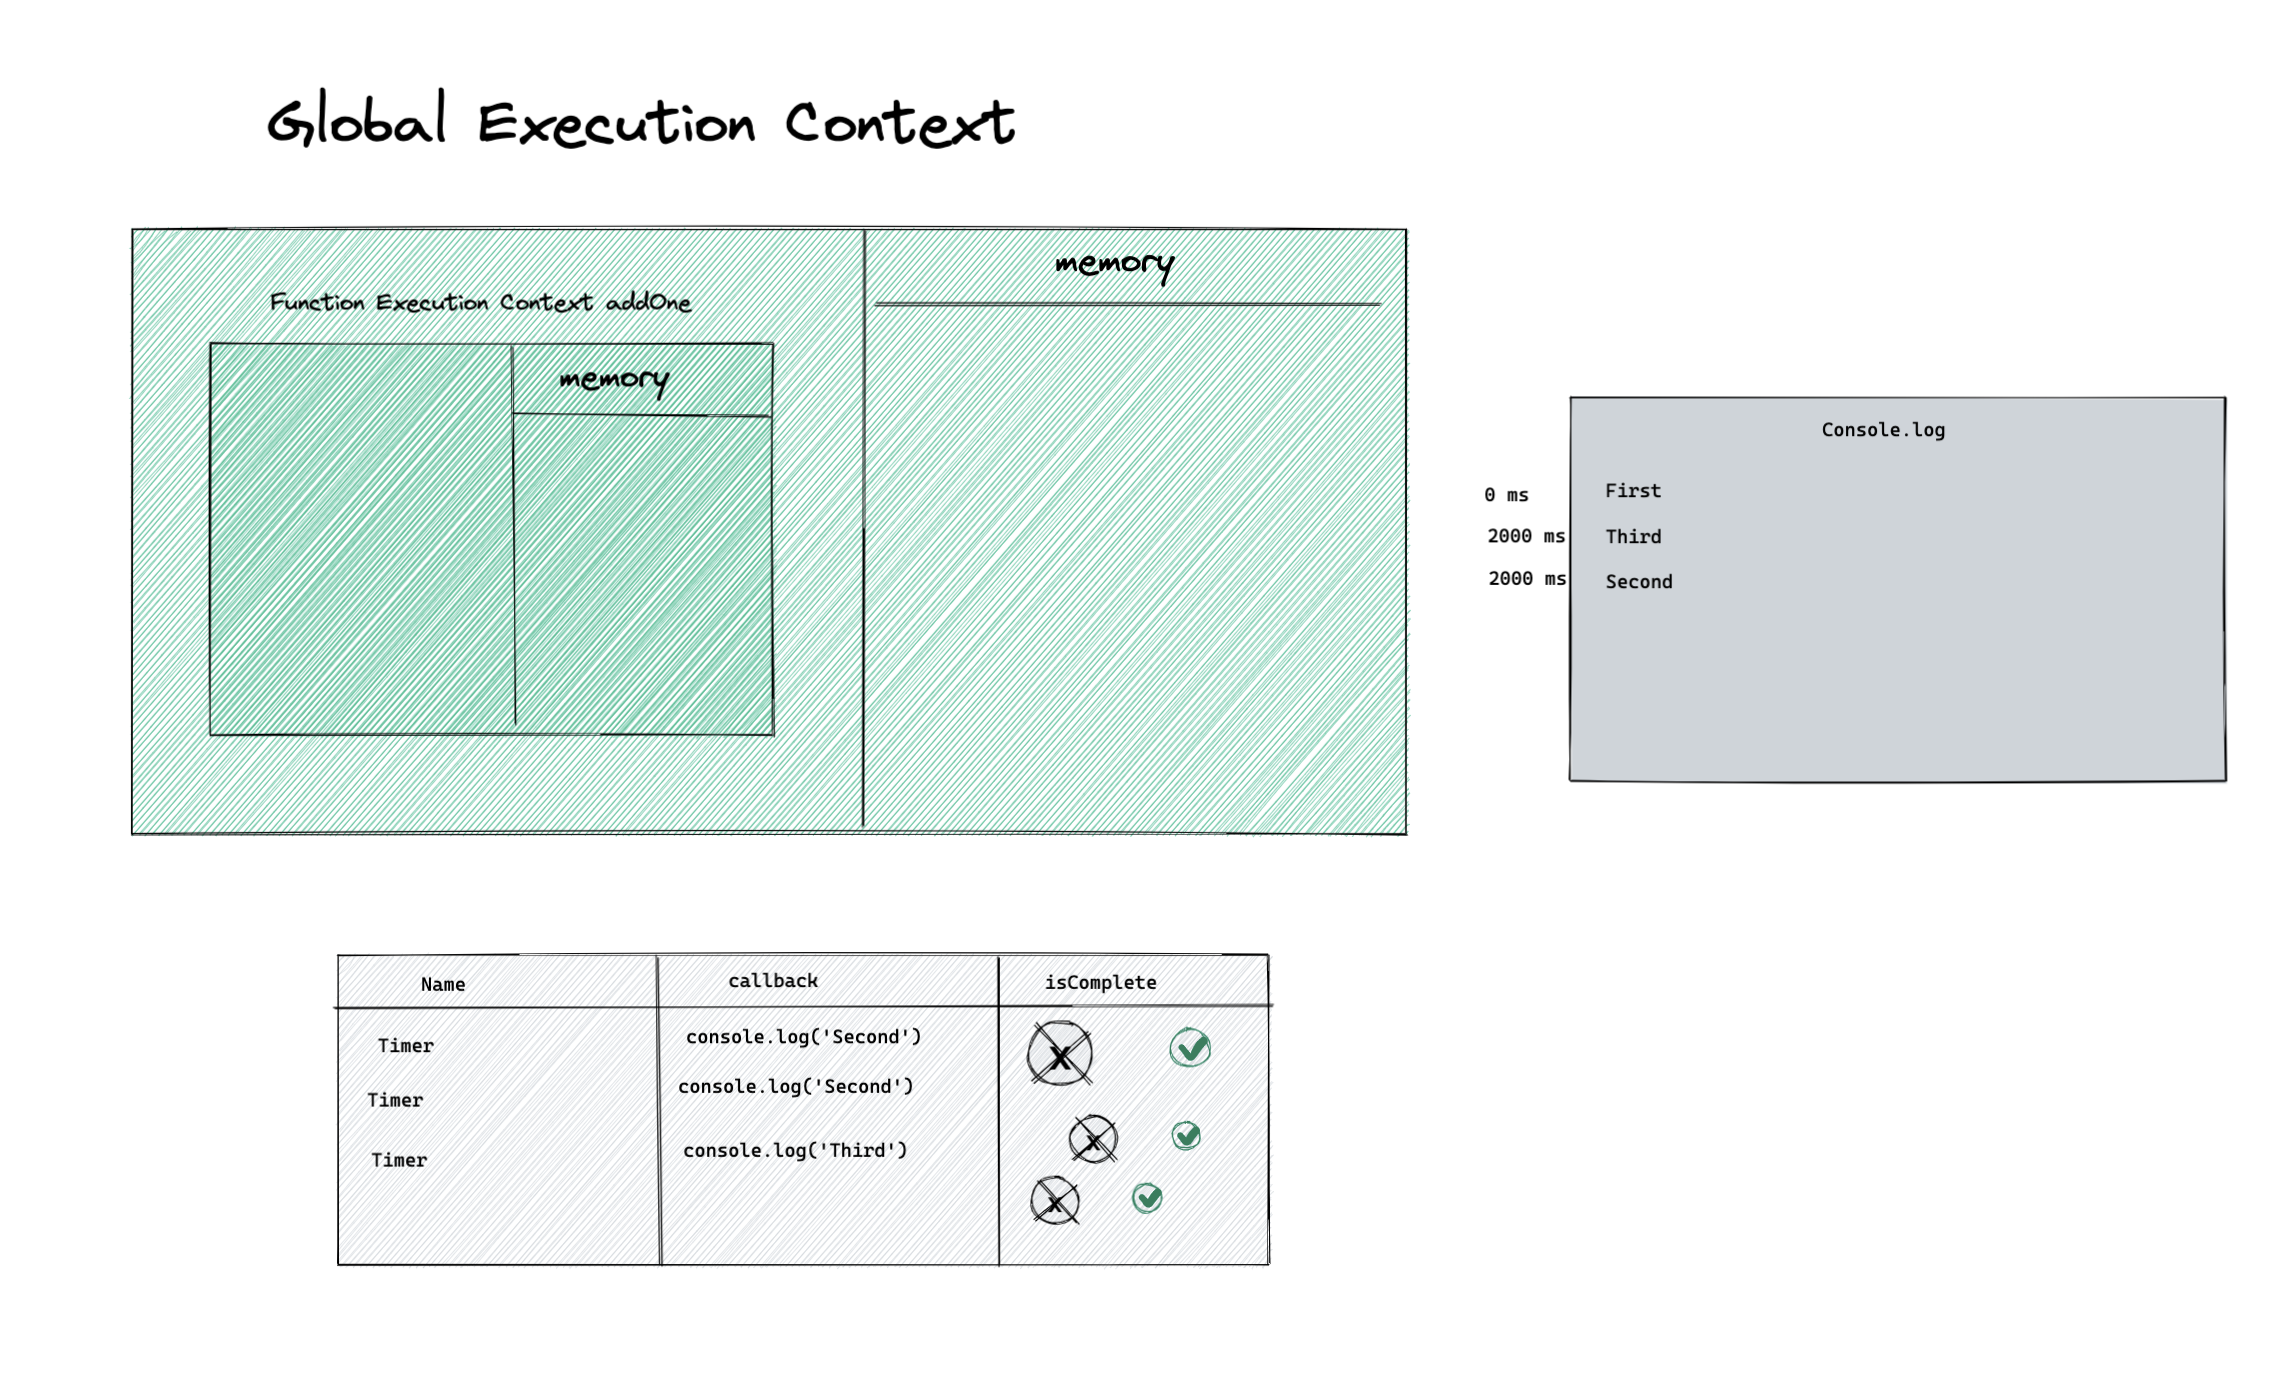 Global Execution Context
memory
Function Execution Context addOne
memory
Console.log
0 ms First
2000 ms Third
2000 ms Second
Name callback isComplete
Timer console.log('Second') x
Timer console.log('Second') x
Timer console.log('Third') x